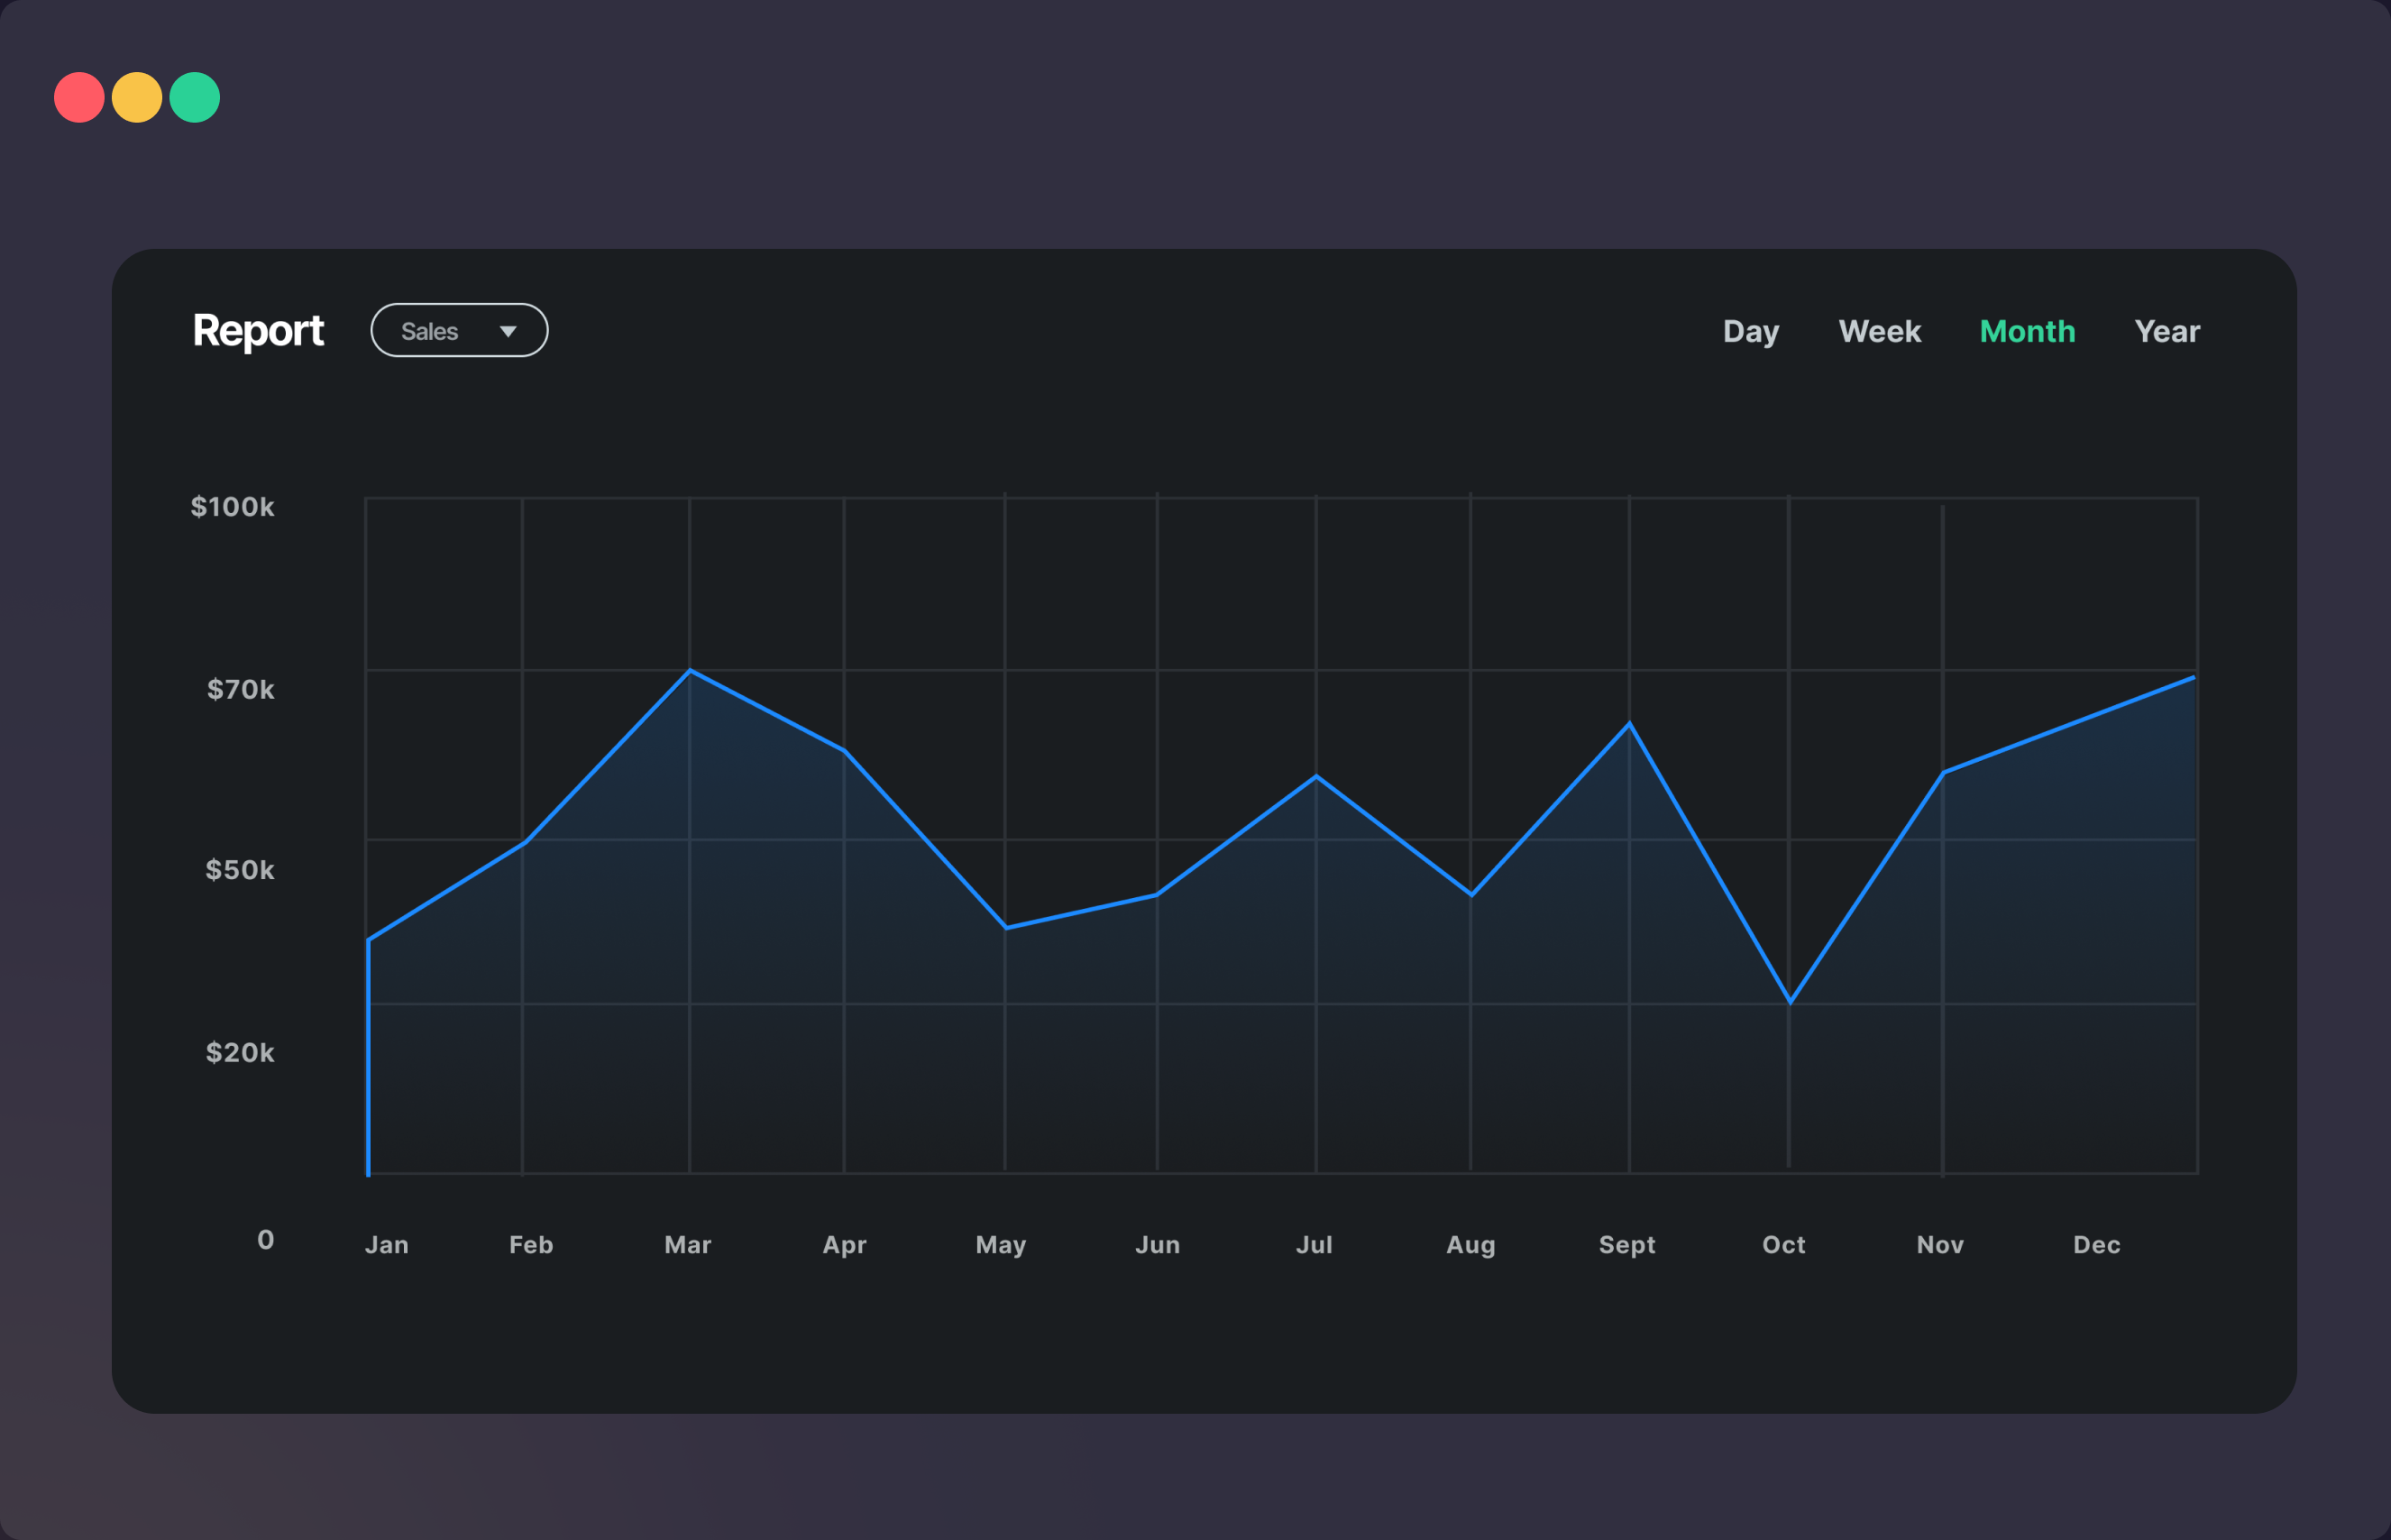 Report Sales Day Week Month Year
$100k
$70k
$50k
$20k
0 Jan Feb Mar Apr May Jun Jul Aug Sept Oct Nov Dec